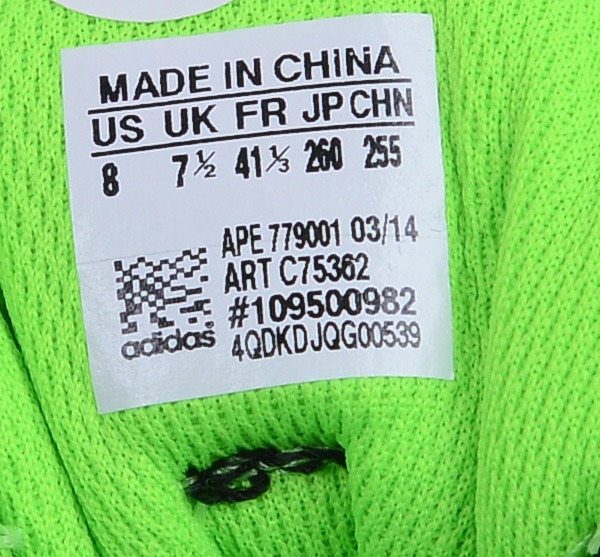 MADE IN CHINA
US UK FR JP CHN
8 7½ 41⅓ 260 255
APE 779001 03/14
ART C75362
#109500982
adidas 4QDKDJQG00539